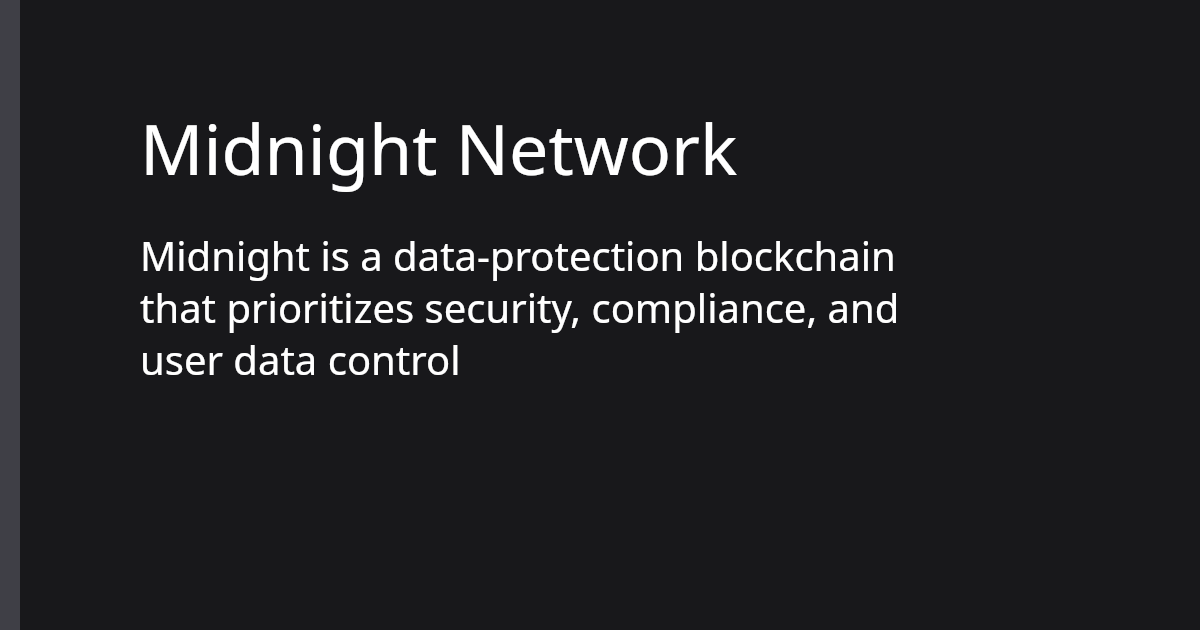 Midnight Network
Midnight is a data-protection blockchain
that prioritizes security, compliance, and
user data control